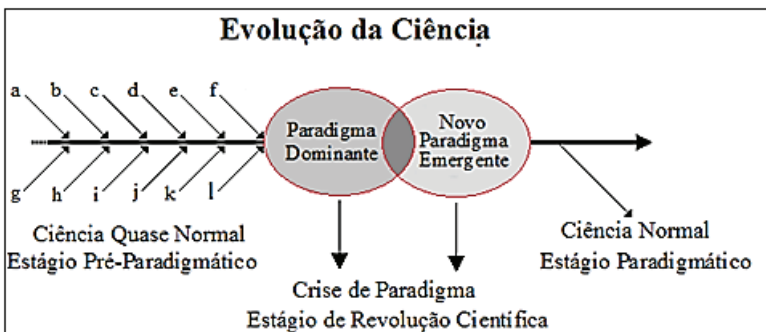 Evolução da Ciência
a b c d e f
Paradigma
Dominante
Novo
Paradigma
Emergente
g h i j k l
Ciência Quase Normal
Estágio Pré-Paradigmático
Ciência Normal
Estágio Paradigmático
Crise de Paradigma
Estágio de Revolução Científica